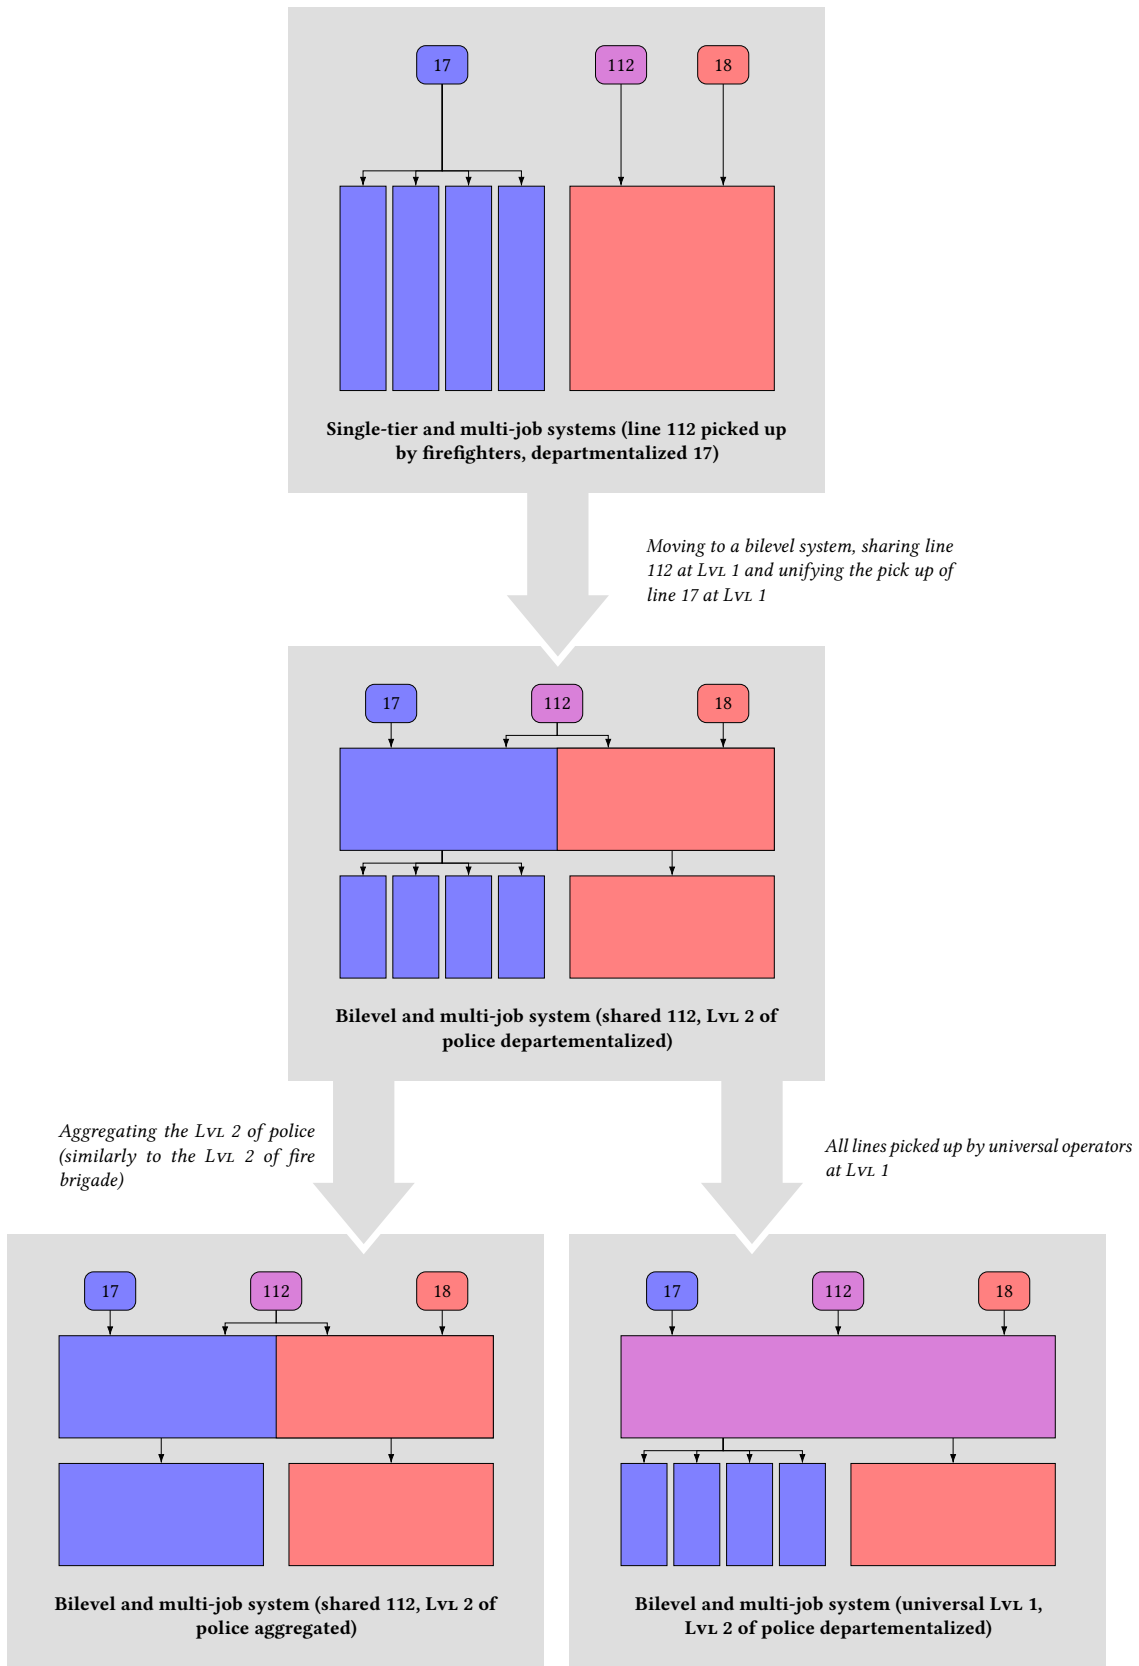 17
112
18
Single-tier and multi-job systems (line 112 picked up
by firefighters, departmentalized 17)
Moving to a bilevel system, sharing line
112 at Lvl 1 and unifying the pick up of
line 17 at Lvl 1
17
112
18
Bilevel and multi-job system (shared 112, Lvl 2 of
police departementalized)
Aggregating the Lvl 2 of police
(similarly to the Lvl 2 of fire
brigade)
All lines picked up by universal operators
at Lvl 1
17
112
18
Bilevel and multi-job system (shared 112, Lvl 2 of
police aggregated)
17
112
18
Bilevel and multi-job system (universal Lvl 1,
Lvl 2 of police departementalized)